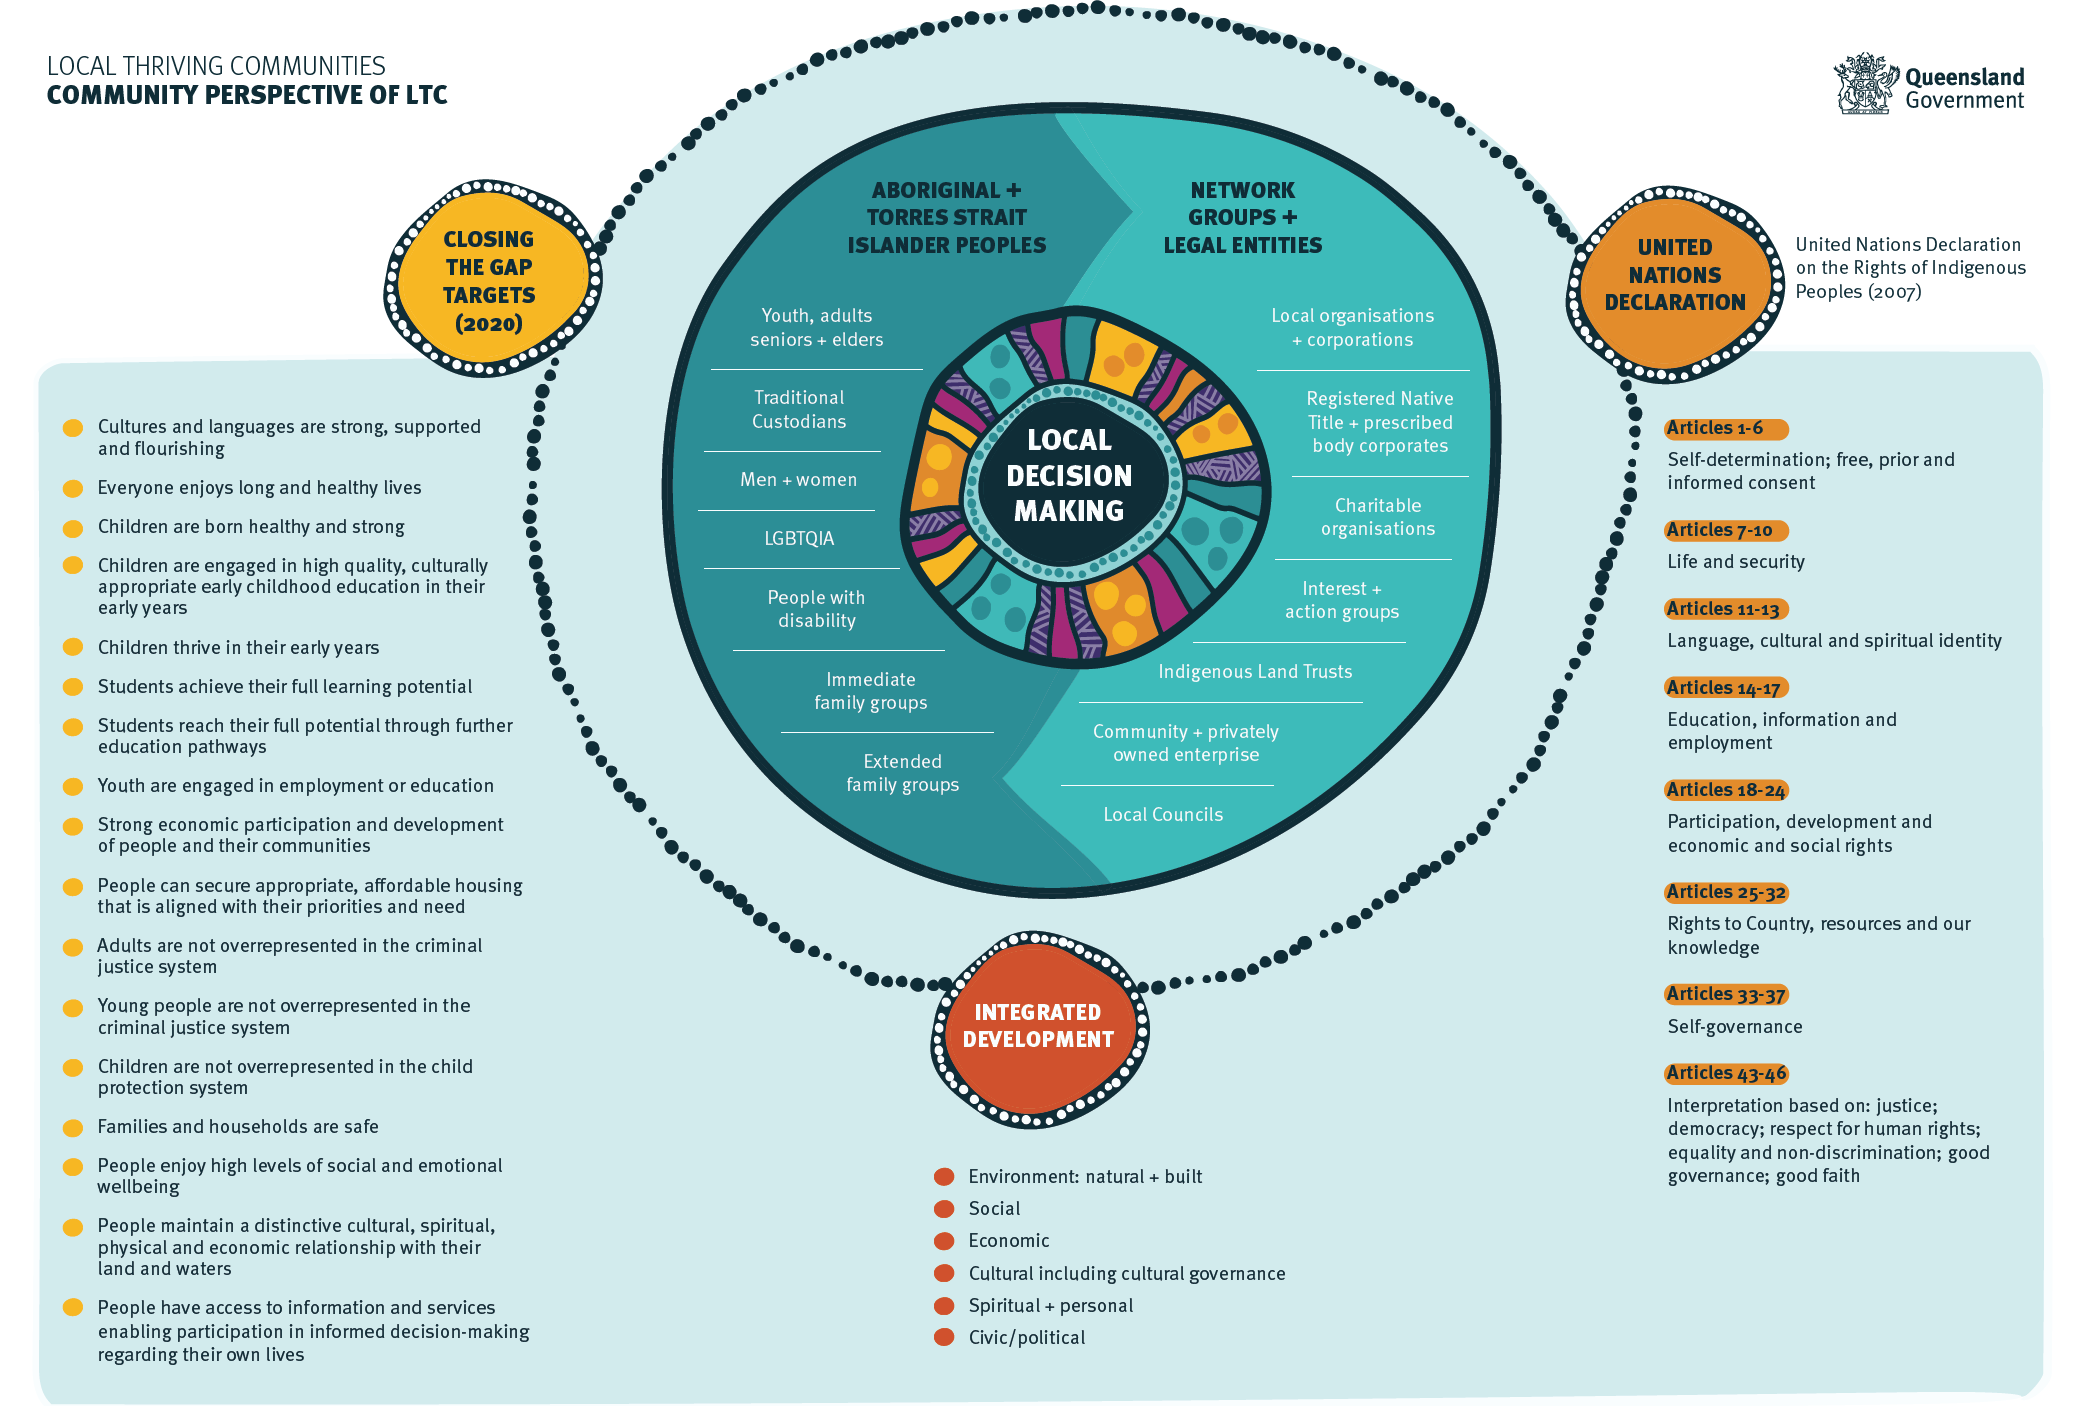 LOCAL THRIVING COMMUNITIES
COMMUNITY PERSPECTIVE OF LTC
Queensland
Government
CLOSING
THE GAP
TARGETS
(2020)
Cultures and languages are strong, supported
and flourishing
Everyone enjoys long and healthy lives
Children are born healthy and strong
Children are engaged in high quality, culturally
appropriate early childhood education in their
early years
Children thrive in their early years
Students achieve their full learning potential
Students reach their full potential through further
education pathways
Youth are engaged in employment or education
Strong economic participation and development
of people and their communities
People can secure appropriate, affordable housing
that is aligned with their priorities and need
Adults are not overrepresented in the criminal
justice system
Young people are not overrepresented in the
criminal justice system
Children are not overrepresented in the child
protection system
Families and households are safe
People enjoy high levels of social and emotional
wellbeing
People maintain a distinctive cultural, spiritual,
physical and economic relationship with their
land and waters
People have access to information and services
enabling participation in informed decision-making
regarding their own lives
ABORIGINAL +
TORRES STRAIT
ISLANDER PEOPLES
Youth, adults
seniors + elders
Traditional
Custodians
Men + women
LGBTQIA
People with
disability
Immediate
family groups
Extended
family groups
LOCAL
DECISION
MAKING
NETWORK
GROUPS +
LEGAL ENTITIES
Local organisations
+ corporations
Registered Native
Title + prescribed
body corporates
Charitable
organisations
Interest +
action groups
Indigenous Land Trusts
Community + privately
owned enterprise
Local Councils
INTEGRATED
DEVELOPMENT
Environment: natural + built
Social
Economic
Cultural including cultural governance
Spiritual + personal
Civic/political
UNITED
NATIONS
DECLARATION
United Nations Declaration
on the Rights of Indigenous
Peoples (2007)
Articles 1-6
Self-determination; free, prior and
informed consent
Articles 7-10
Life and security
Articles 11-13
Language, cultural and spiritual identity
Articles 14-17
Education, information and
employment
Articles 18-24
Participation, development and
economic and social rights
Articles 25-32
Rights to Country, resources and our
knowledge
Articles 33-37
Self-governance
Articles 43-46
Interpretation based on: justice;
democracy; respect for human rights;
equality and non-discrimination; good
governance; good faith